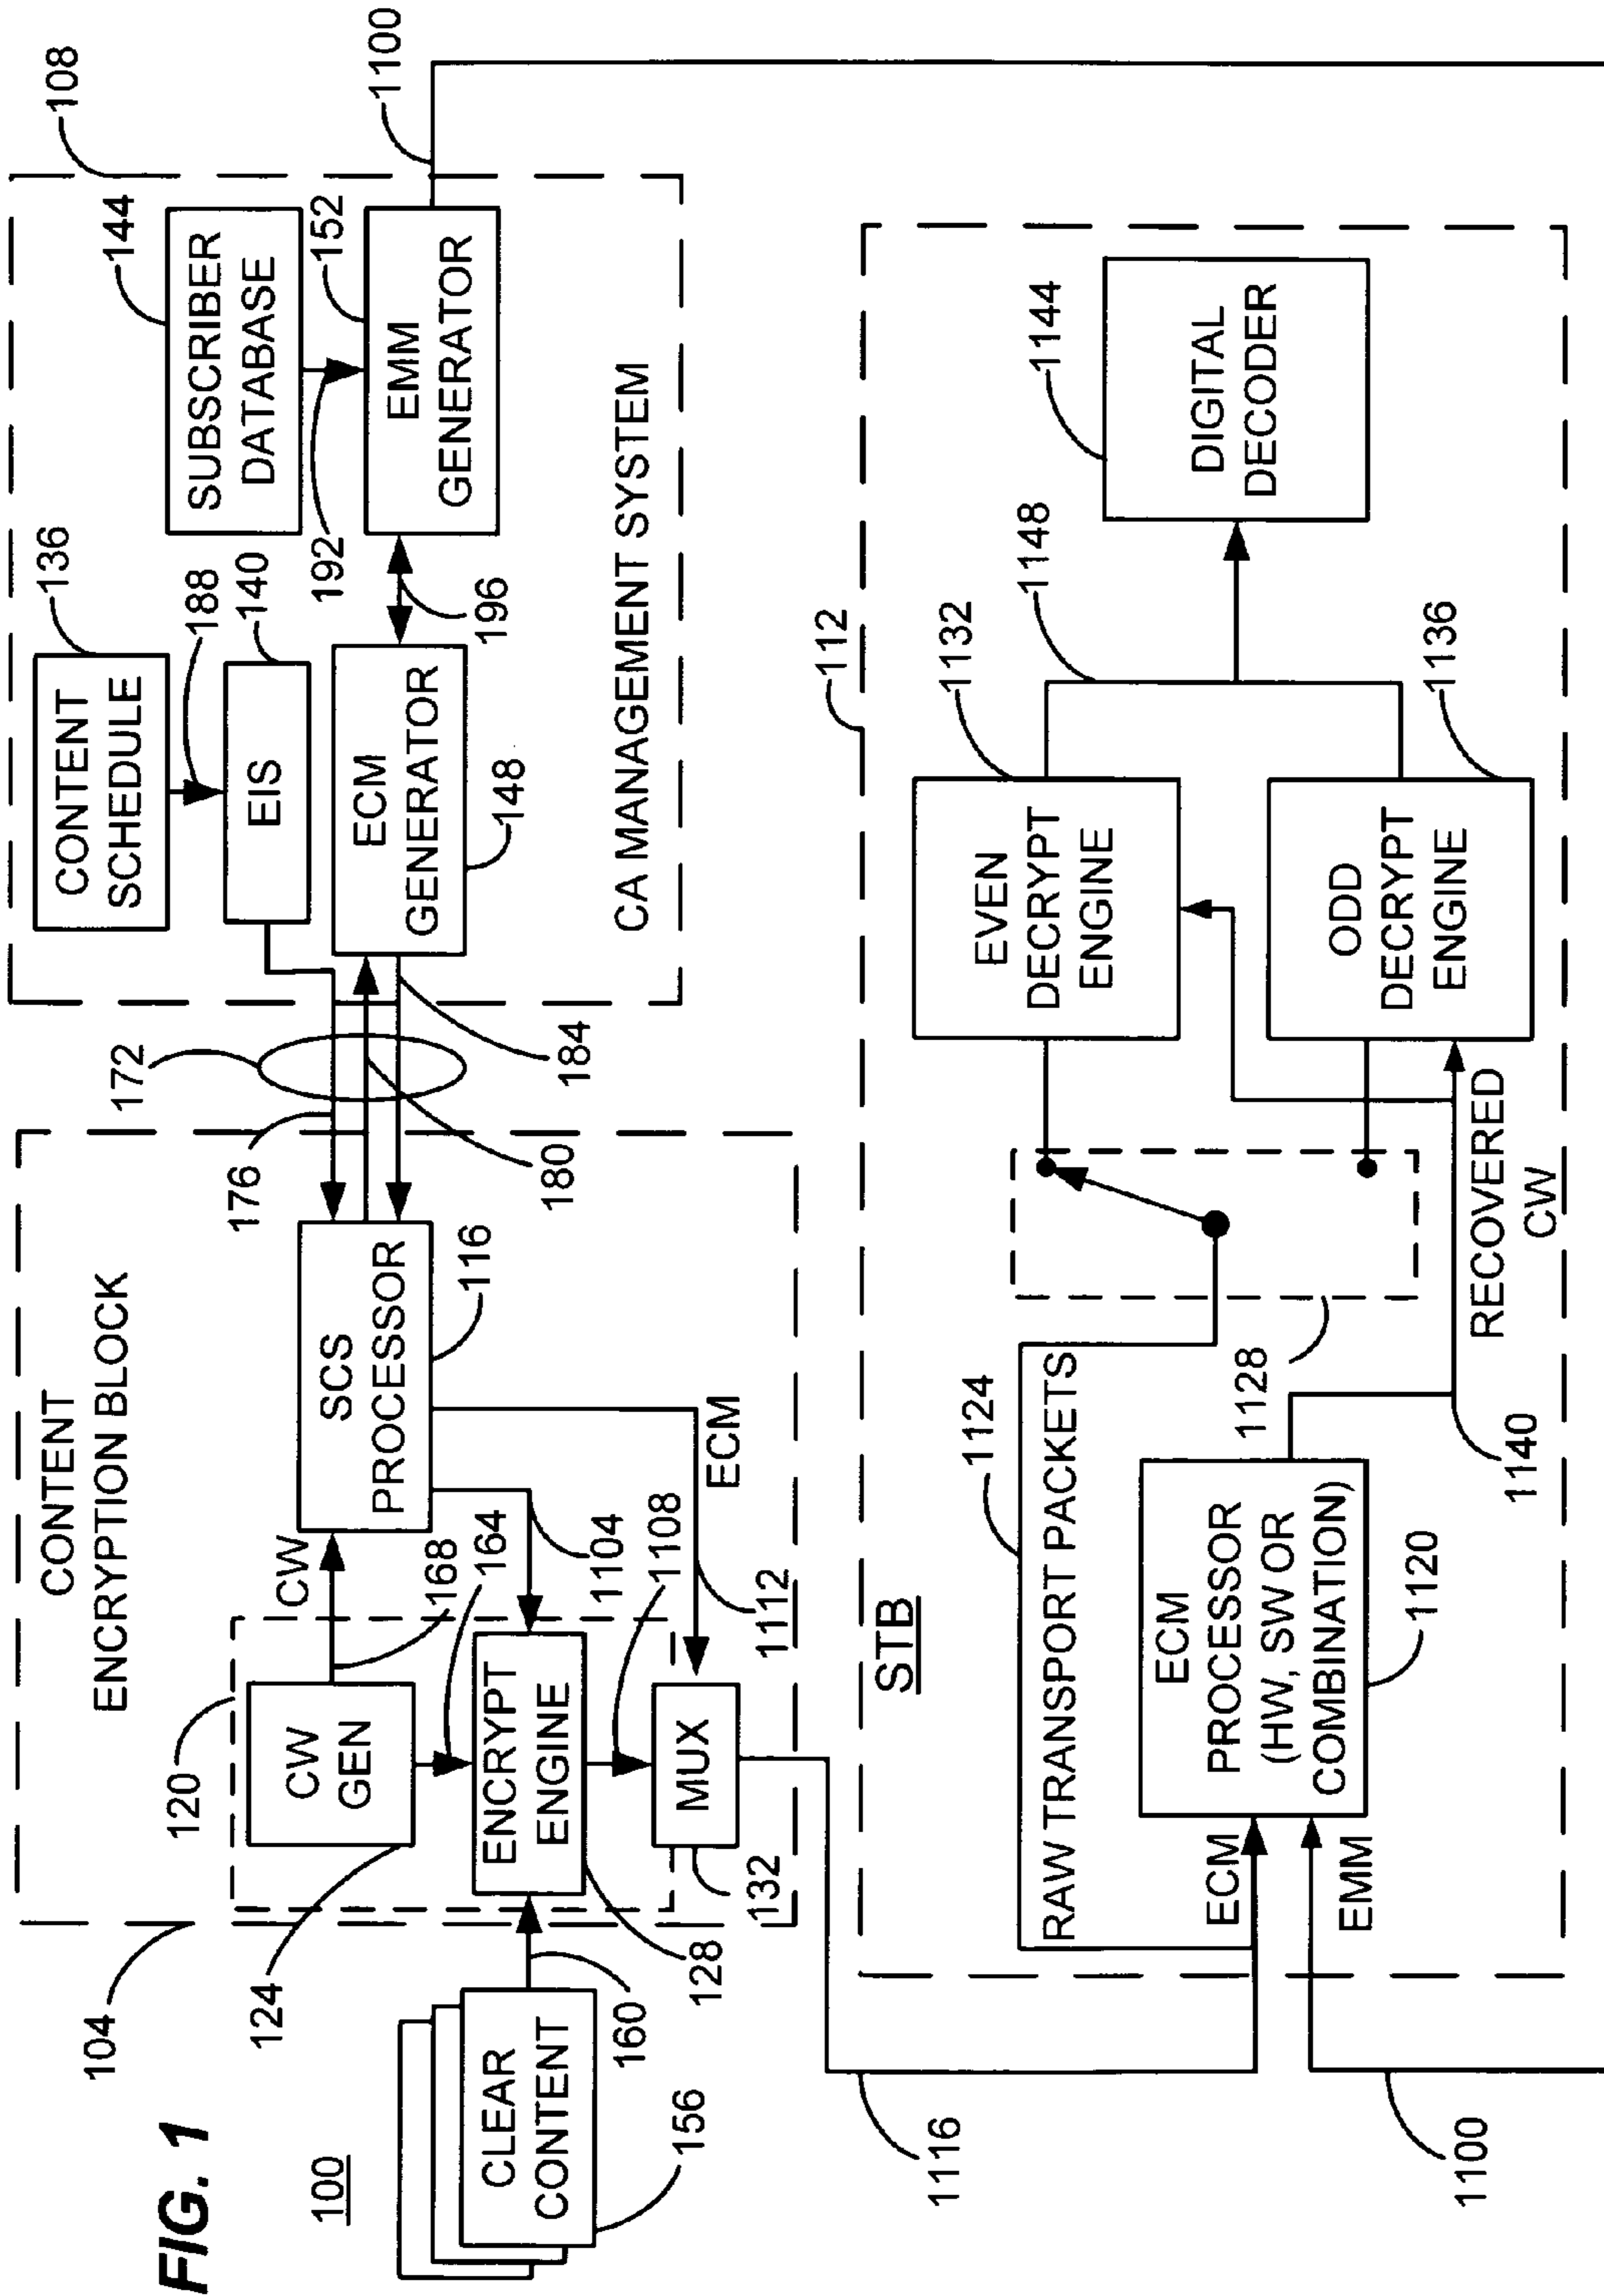 FIG. 1
100
104
CONTENT
ENCRYPTION BLOCK
120
124
CW
GEN
CW
168
164
SCS
PROCESSOR
116
ENCRYPT
ENGINE
128
1104
1108
MUX
132
ECM
1112
CLEAR
CONTENT
156
160
172
176
180
184
108
CONTENT
SCHEDULE
136
188
EIS
140
ECM
GENERATOR
148
SUBSCRIBER
DATABASE
144
192
EMM
GENERATOR
152
196
CA MANAGEMENT SYSTEM
1100
1116
1100
STB
112
RAW TRANSPORT PACKETS
1124
ECM
EMM
ECM
PROCESSOR
(HW, SW OR
COMBINATION)
1120
1128
1140
RECOVERED
CW
EVEN
DECRYPT
ENGINE
1132
ODD
DECRYPT
ENGINE
1136
1148
DIGITAL
DECODER
1144